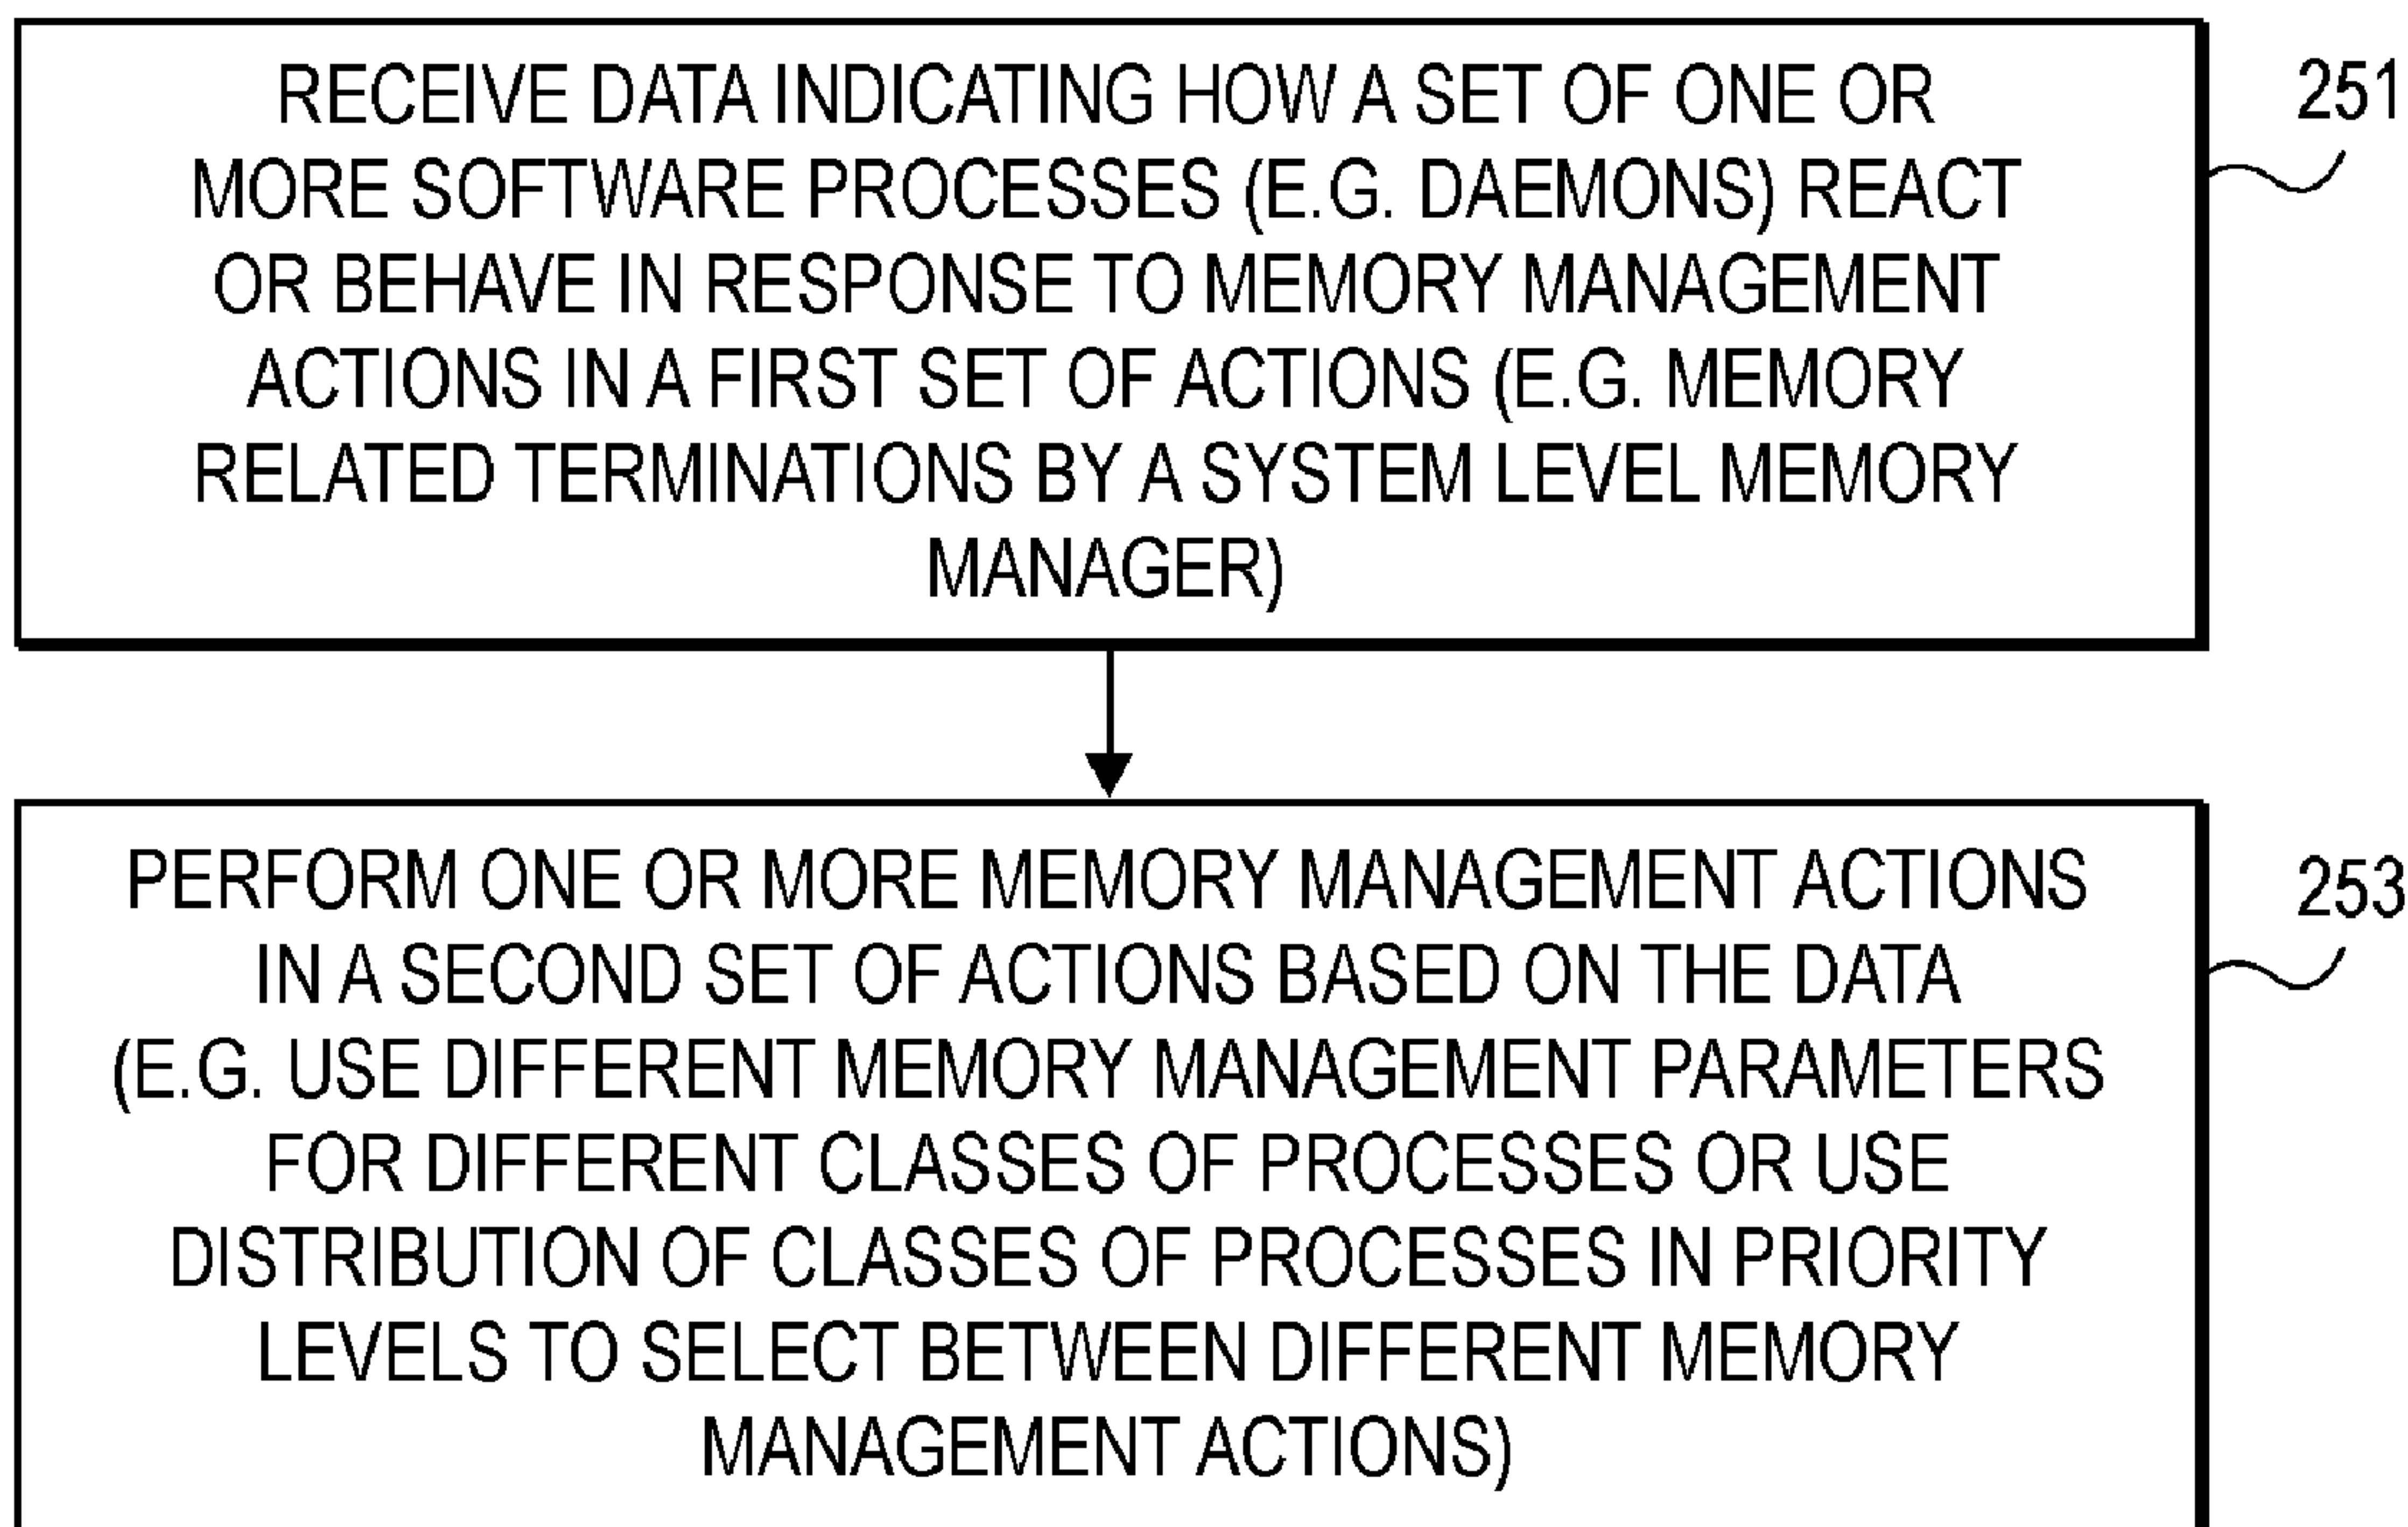 RECEIVE DATA INDICATING HOW A SET OF ONE OR
MORE SOFTWARE PROCESSES (E.G. DAEMONS) REACT
OR BEHAVE IN RESPONSE TO MEMORY MANAGEMENT
ACTIONS IN A FIRST SET OF ACTIONS (E.G. MEMORY
RELATED TERMINATIONS BY A SYSTEM LEVEL MEMORY
MANAGER)
251
PERFORM ONE OR MORE MEMORY MANAGEMENT ACTIONS
IN A SECOND SET OF ACTIONS BASED ON THE DATA
(E.G. USE DIFFERENT MEMORY MANAGEMENT PARAMETERS
FOR DIFFERENT CLASSES OF PROCESSES OR USE
DISTRIBUTION OF CLASSES OF PROCESSES IN PRIORITY
LEVELS TO SELECT BETWEEN DIFFERENT MEMORY
MANAGEMENT ACTIONS)
253